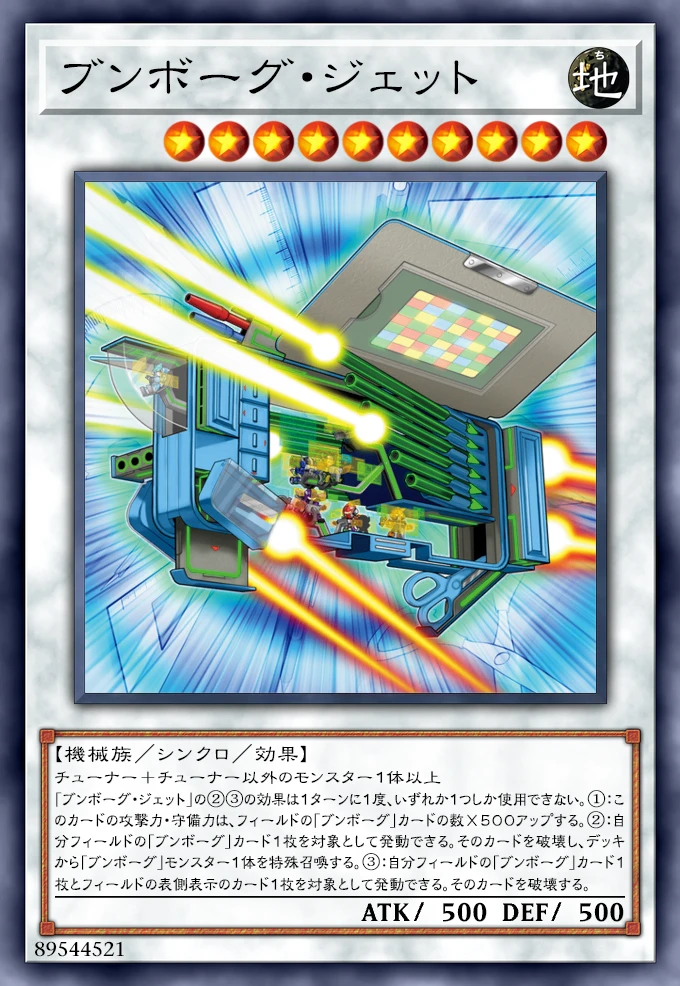 ブンボーグ・ジェット
ち
地
【機械族／シンクロ／効果】
チューナー＋チューナー以外のモンスター１体以上
「ブンボーグ・ジェット」の②③の効果は１ターンに１度、いずれか１つしか使用できない。①：こ
のカードの攻撃力・守備力は、フィールドの「ブンボーグ」カードの数×５００アップする。②：自
分フィールドの「ブンボーグ」カード１枚を対象として発動できる。そのカードを破壊し、デッキ
から「ブンボーグ」モンスター１体を特殊召喚する。③：自分フィールドの「ブンボーグ」カード１
枚とフィールドの表側表示のカード１枚を対象として発動できる。そのカードを破壊する。
ATK/ 500 DEF/ 500
89544521